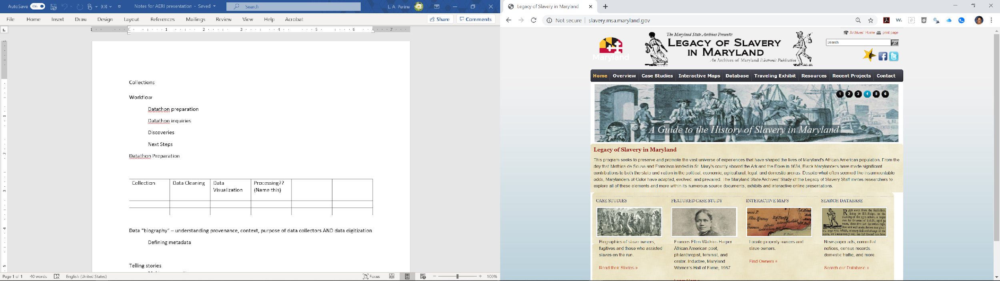 AutoSave On
Notes for AERI presentation - Saved
Search
L. A. Perine
File Home Insert Draw Design Layout References Mailings Review View Help Acrobat
Share Comments
1 1 2 3 4 5 6 7
Collections
Workflow
Datathon preparation
Datathon inquiries
Discoveries
Next Steps
Datathon Preparation
Collection Data Cleaning Data Visualization Processing?? (Name this)
Data “biography” – understanding provenance, context, purpose of data collectors AND data digitization
Defining metadata
Telling stories
Page 1 of 1 40 words English (United States) Focus 100%
Legacy of Slavery in Maryland
Not secure slavery.msa.maryland.gov
Archives' Home print page
Search
Maryland
The Maryland State Archives Presents:
LEGACY OF SLAVERY
IN MARYLAND
An Archives of Maryland Electronic Publication
Home Overview Case Studies Interactive Maps Database Traveling Exhibit Resources Recent Projects Contact
1 2 3 4 5 6
A Guide to the History of Slavery in Maryland
Legacy of Slavery in Maryland
This program seeks to preserve and promote the vast universe of experiences that have shaped the lives of Maryland's African American population. From the
day that Mathias de Sousa and Francisco landed in St. Mary's county aboard the Ark and the Dove in 1634, Black Marylanders have made significant
contributions to both the state and nation in the political, economic, agricultural, legal, and domestic arenas. Despite what often seemed like insurmountable
odds, Marylanders of Color have adapted, evolved, and prevailed. The Maryland State Archives' Study of the Legacy of Slavery Staff invites researchers to
explore all of these elements and more within its numerous source documents, exhibits and interactive online presentations.
CASE STUDIES
Biographies of slave owners,
fugitives and those who assisted
slaves on the run.
Read their Stories »
FEATURED CASE STUDY
Frances Ellen Walkins Harper
African American poet,
philanthropist, feminist, and
orator. Inductee, Maryland
Women's Hall of Fame, 1987
INTERACTIVE MAPS
Locate property owners and
slave owners.
Find Owners »
SEARCH DATABASE
RAN away from the subscriber,
Newspaper ads, committal
notices, census records,
domestic traffic, and more.
Search our Database »